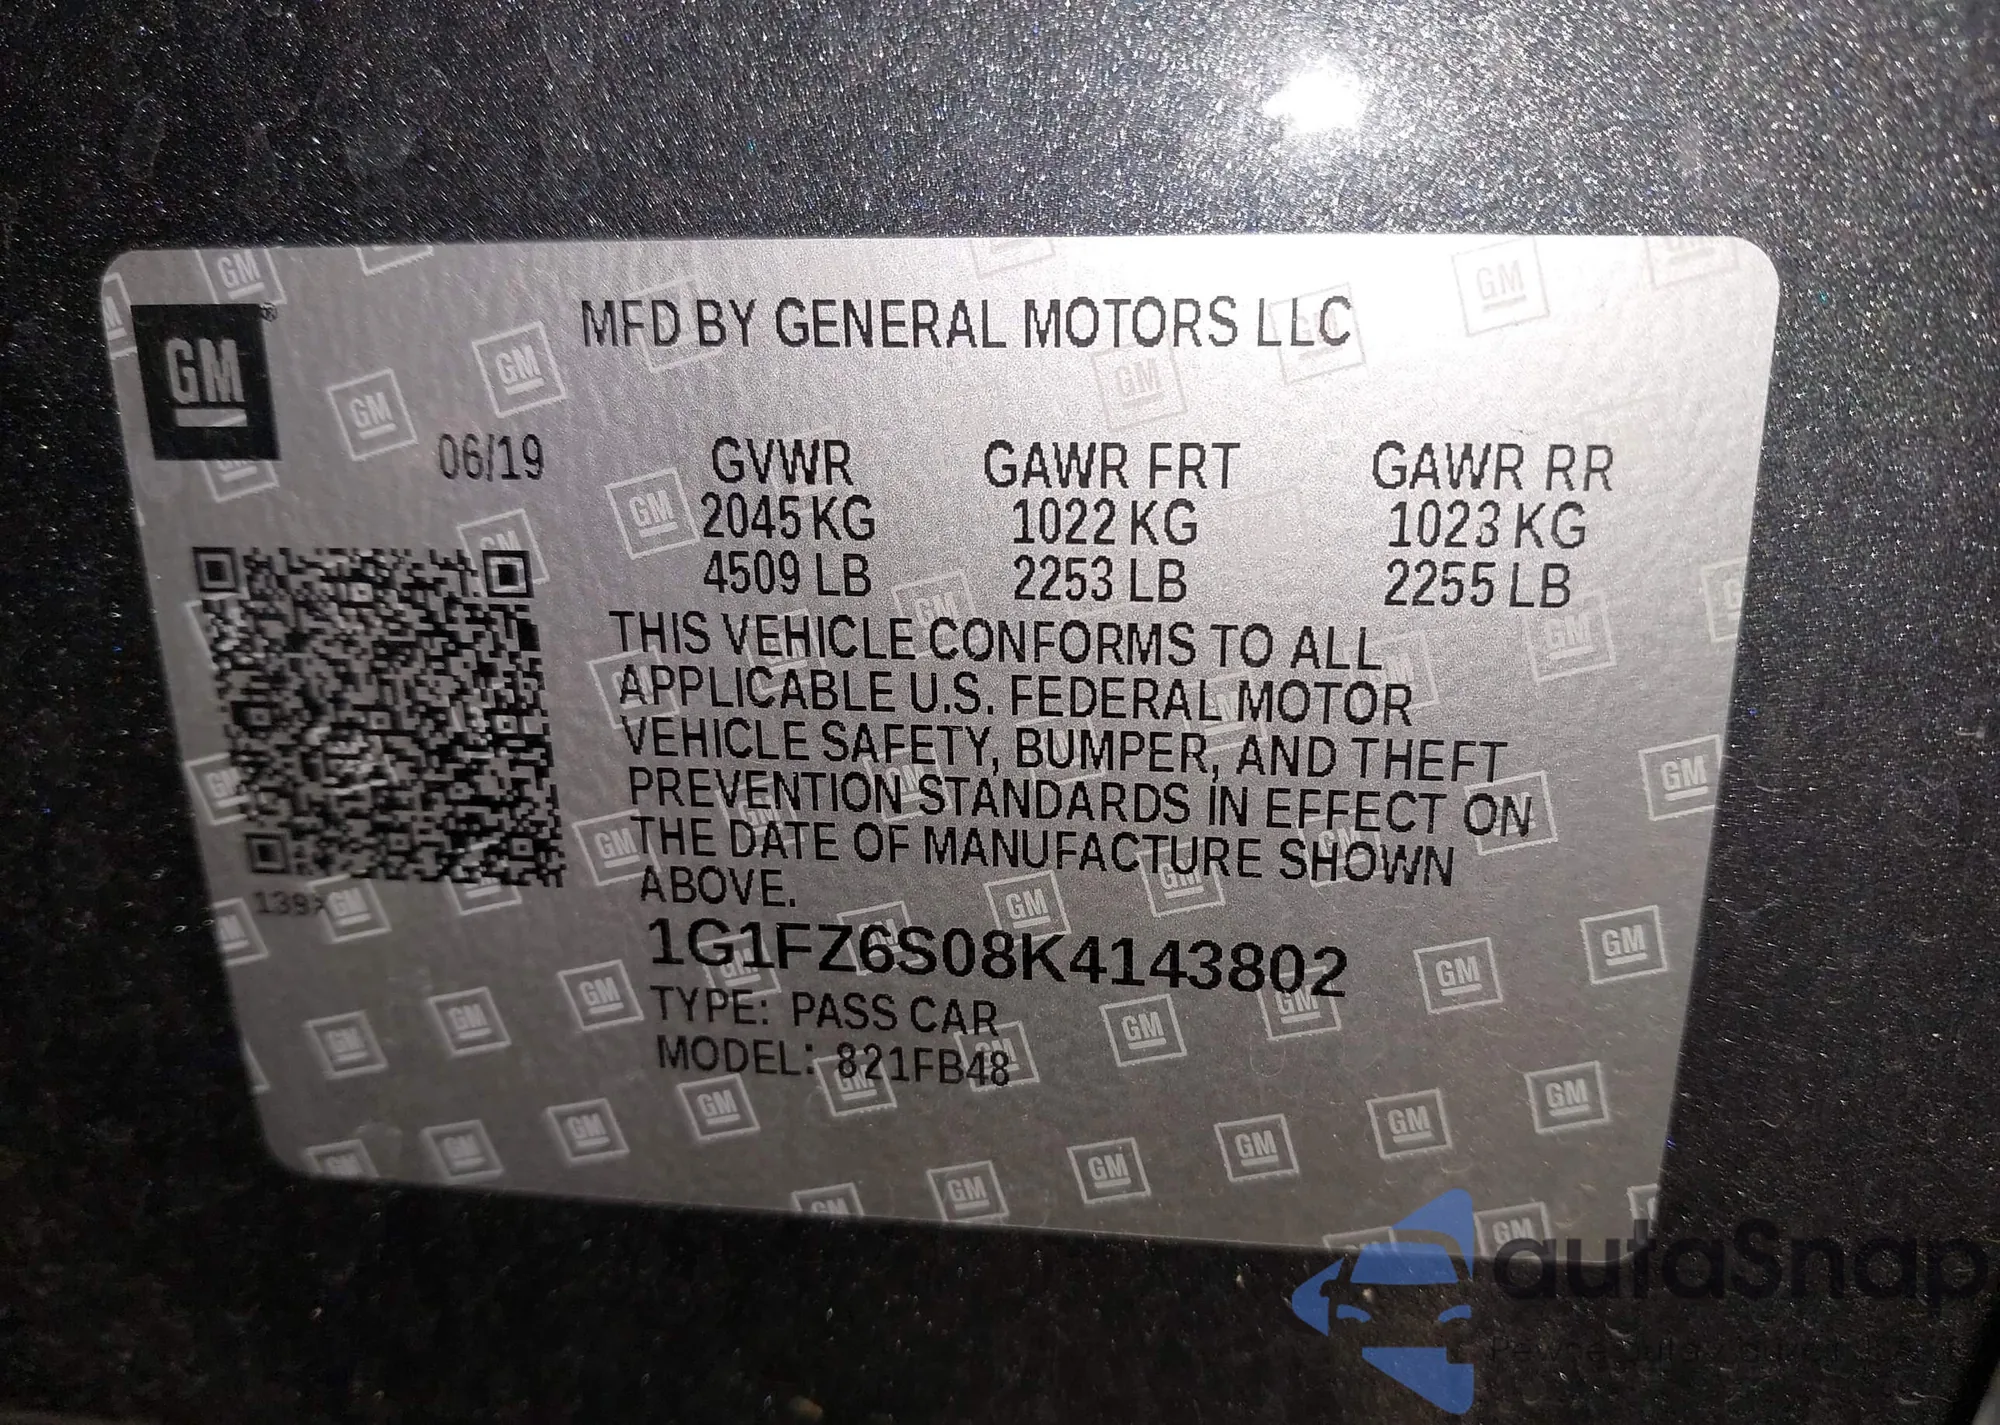 GM
MFD BY GENERAL MOTORS LLC
06/19 GVWR GAWR FRT GAWR RR
2045 KG 1022 KG 1023 KG
4509 LB 2253 LB 2255 LB
THIS VEHICLE CONFORMS TO ALL
APPLICABLE U.S. FEDERAL MOTOR
VEHICLE SAFETY, BUMPER, AND THEFT
PREVENTION STANDARDS IN EFFECT ON
THE DATE OF MANUFACTURE SHOWN
ABOVE.
1G1FZ6S08K4143802
TYPE: PASS CAR
MODEL: 821FB48
autaSnap